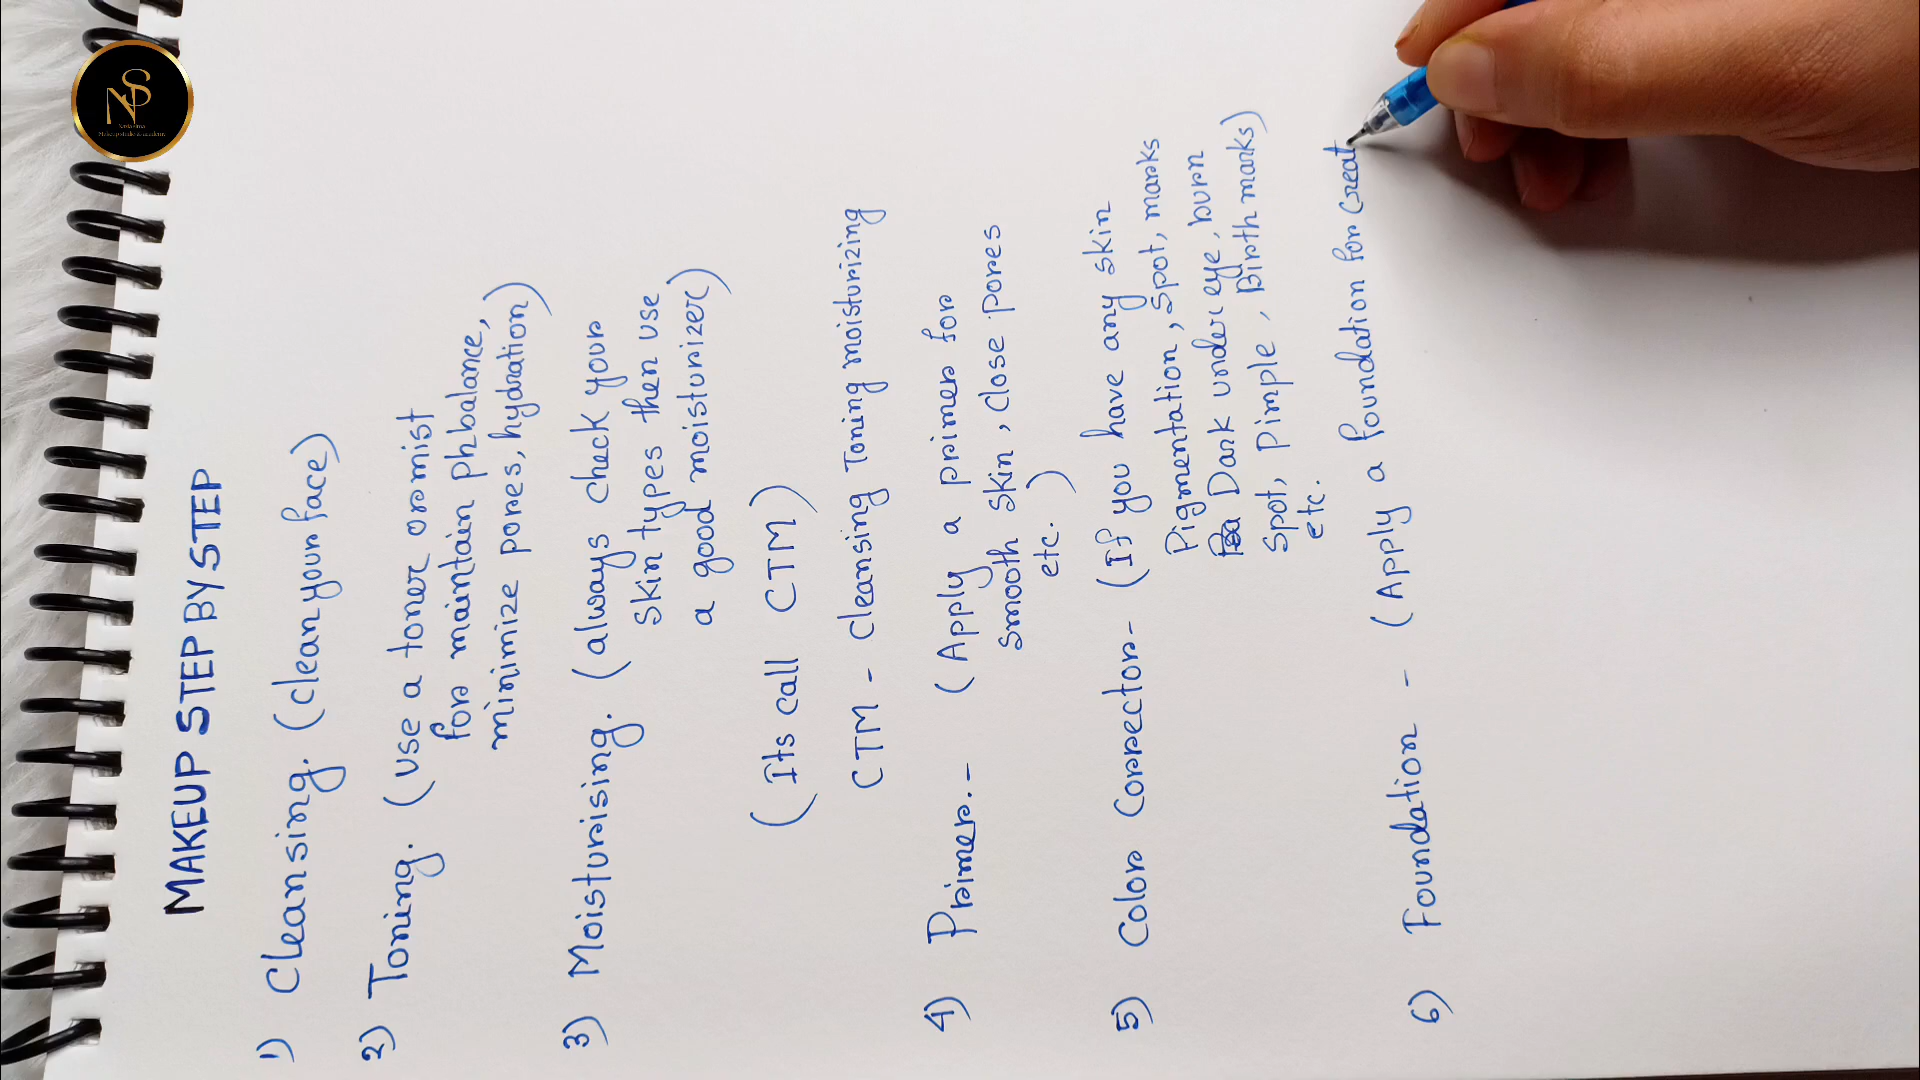 NS
MAKEUP STEP BY STEP
1) Cleansing. (clean your face)
2) Toning. (use a toner or mist
for maintain ph balance,
minimize pores, hydration)
3) Moisturising. (always check your
skin types then use
a good moisturizer)
(Its call CTM)
CTM - Cleansing Toning moisturizing
4) Primer.- (Apply a primer for
smooth skin, close pores
etc. )
5) Color Corrector- (If you have any skin
Pigmentation, spot, marks
Dark under eye, burn
spot, pimple, Birth marks)
etc.
6) Foundation - (Apply a foundation for Creat